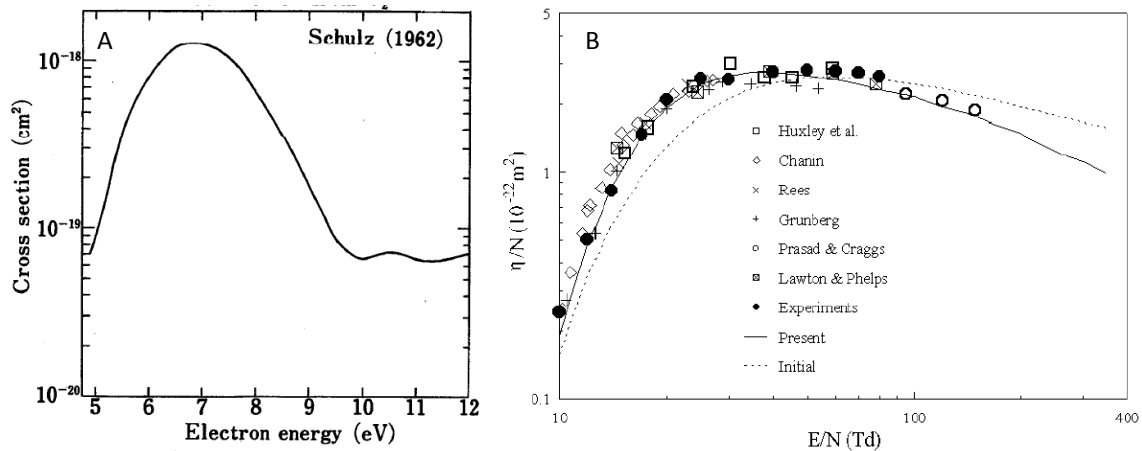 A
Schulz (1962)
10⁻¹⁸
10⁻¹⁹
10⁻²⁰
Cross section (cm²)
5 6 7 8 9 10 11 12
Electron energy (eV)
B
5
1
0.1
η/N (10⁻²²m²)
Huxley et al.
Chanin
Rees
Grunberg
Prasad & Craggs
Lawton & Phelps
Experiments
Present
Initial
10 100 400
E/N (Td)